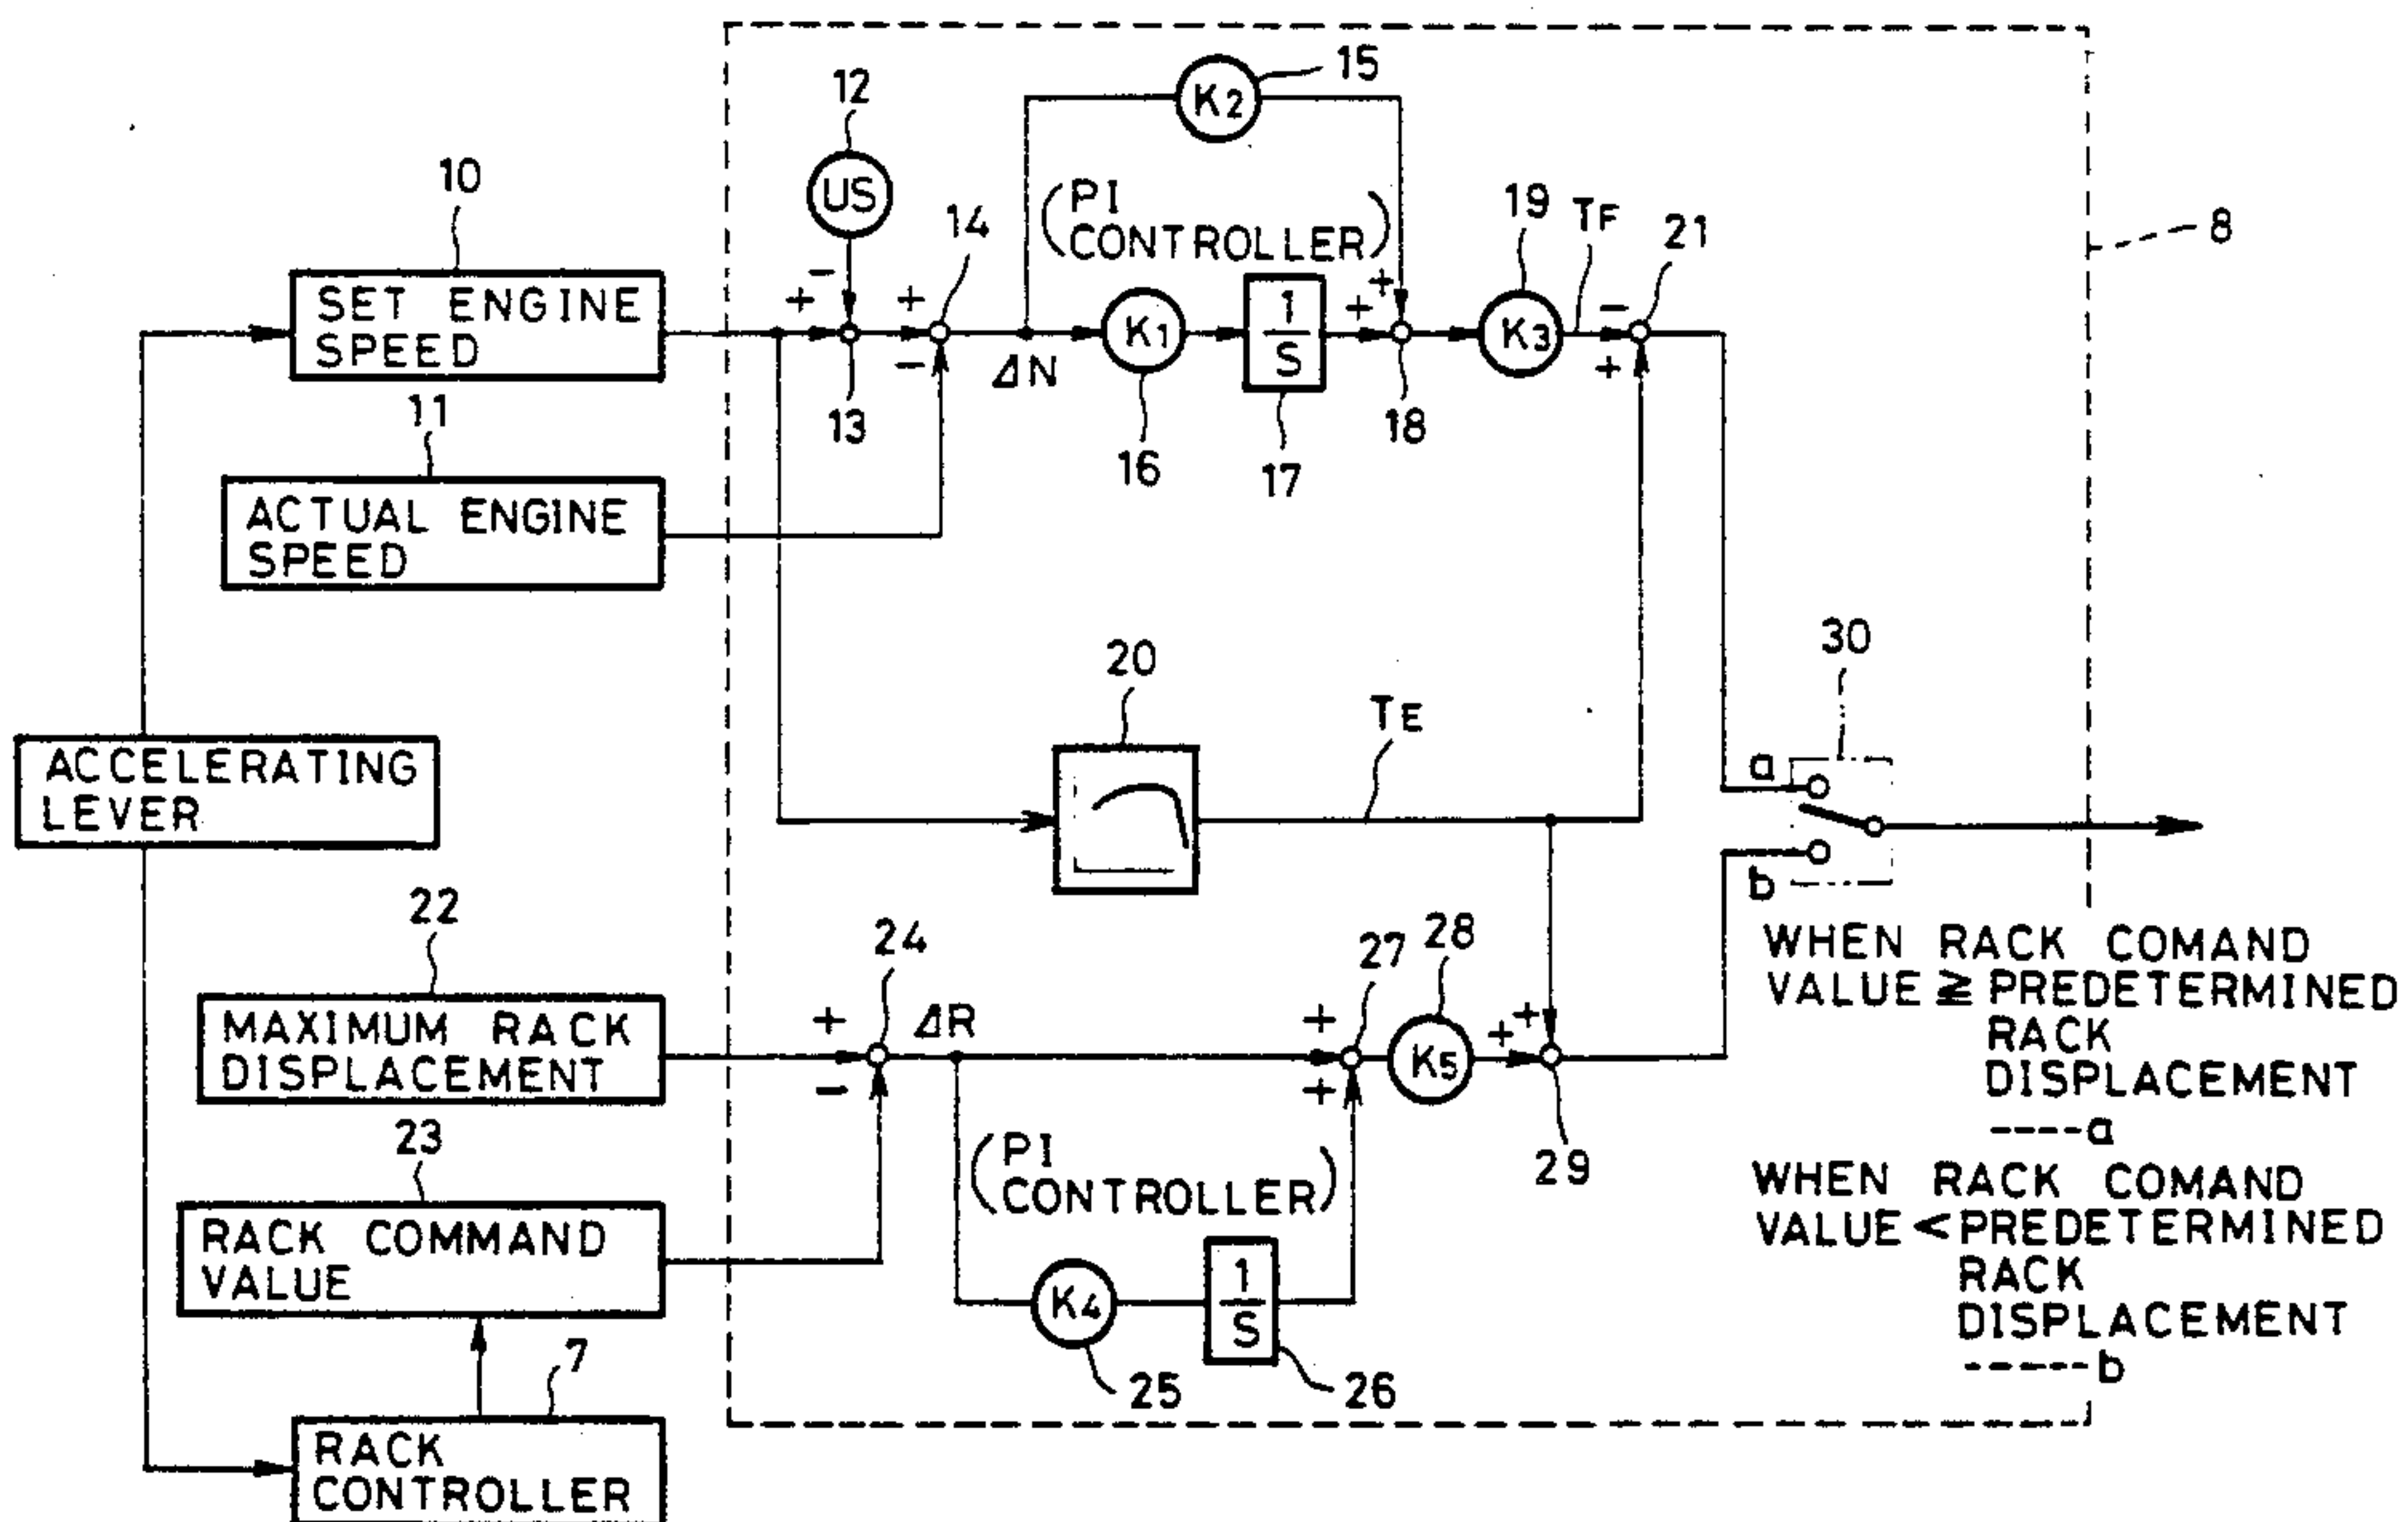 15
K2
12
US
10
14
(PI
CONTROLLER)
19
TF
21
8
SET ENGINE
SPEED
-
+
+
-
ΔN
K1
1
S
+
+
K3
-
+
11
13
16
17
18
ACTUAL ENGINE
SPEED
20
TE
30
ACCELERATING
LEVER
a
b
22
24
27
28
MAXIMUM RACK
DISPLACEMENT
+
-
ΔR
+
+
K5
+
+
29
WHEN RACK COMAND
VALUE ≧ PREDETERMINED
RACK
DISPLACEMENT
----a
WHEN RACK COMAND
VALUE < PREDETERMINED
RACK
DISPLACEMENT
-----b
23
(PI
CONTROLLER)
RACK COMMAND
VALUE
K4
1
S
25
26
7
RACK
CONTROLLER